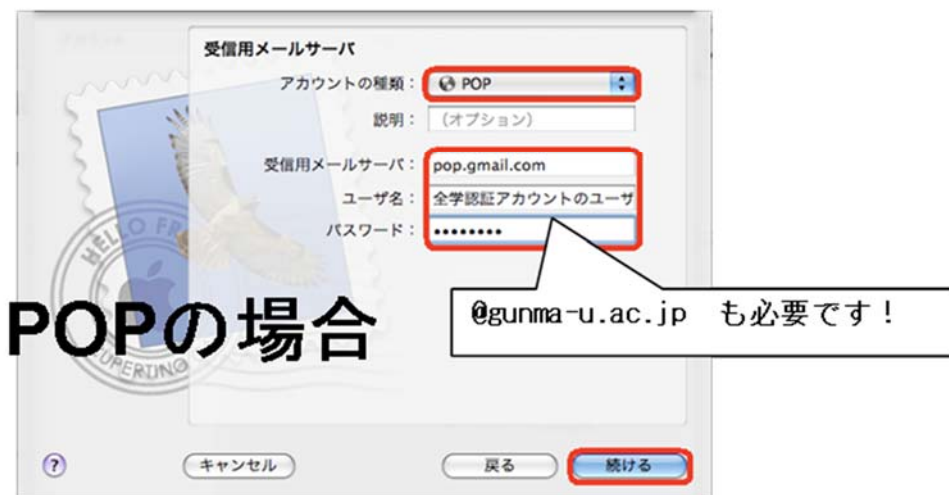 受信用メールサーバ
アカウントの種類： POP
説明： （オプション）
受信用メールサーバ： pop.gmail.com
ユーザ名： 全学認証アカウントのユーザ
パスワード： ••••••••
@gunma-u.ac.jp　も必要です！
POPの場合
HELLO FR
? キャンセル 戻る 続ける